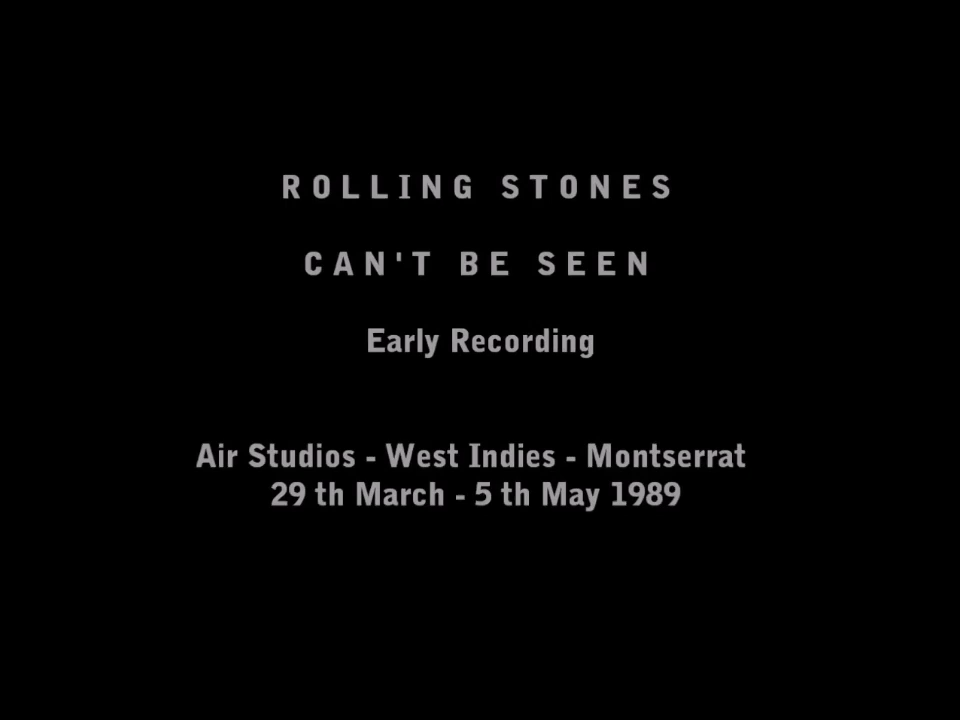 ROLLING STONES
CAN'T BE SEEN
Early Recording
Air Studios - West Indies - Montserrat
29 th March - 5 th May 1989